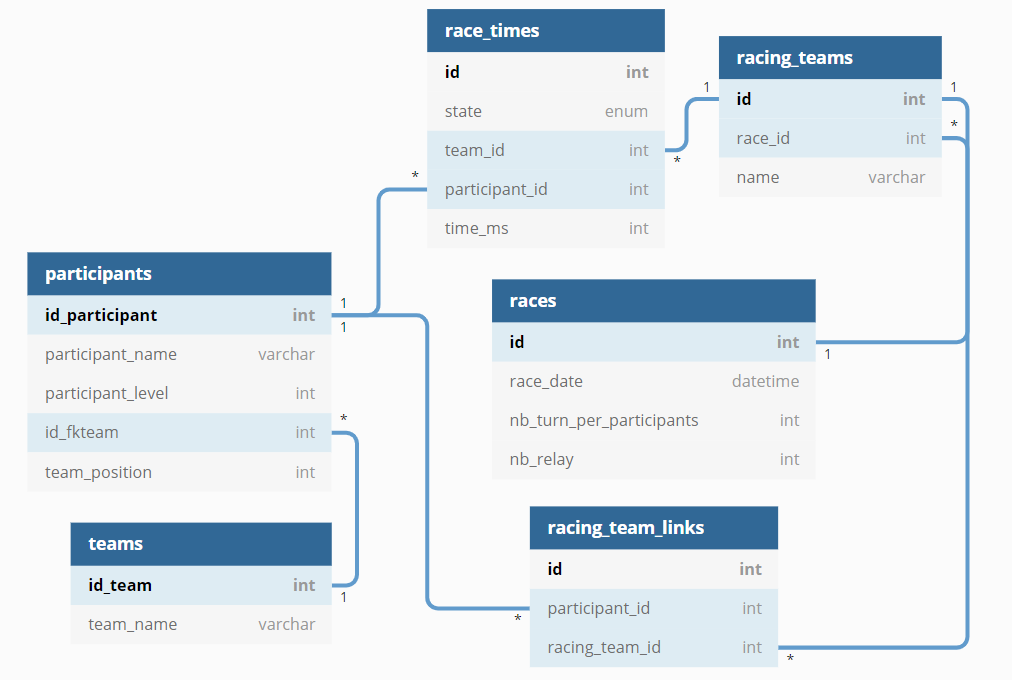 race_times
id int
state enum
team_id int
participant_id int
time_ms int
racing_teams
id int
race_id int
name varchar
1
*
1
*
*
participants
id_participant int
participant_name varchar
participant_level int
id_fkteam int
team_position int
1
1
*
races
id int
race_date datetime
nb_turn_per_participants int
nb_relay int
1
teams
id_team int
team_name varchar
1
racing_team_links
id int
participant_id int
racing_team_id int
*
*